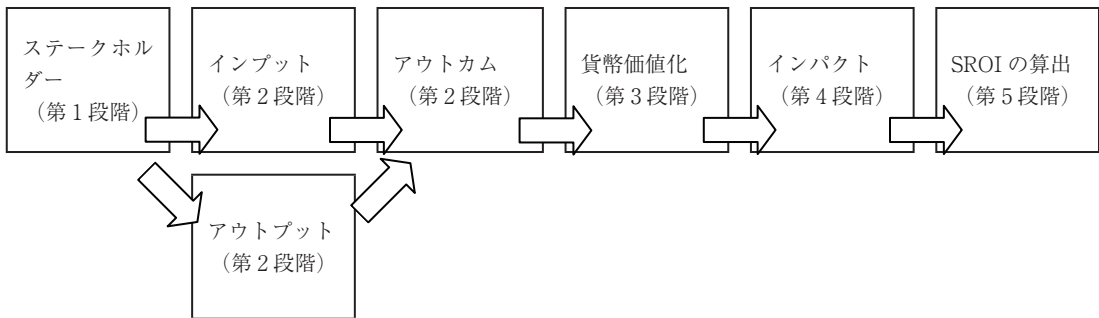 ステークホル
ダー
（第１段階）
インプット
（第２段階）
アウトカム
（第２段階）
貨幣価値化
（第３段階）
インパクト
（第４段階）
SROI の算出
（第５段階）
アウトプット
（第２段階）